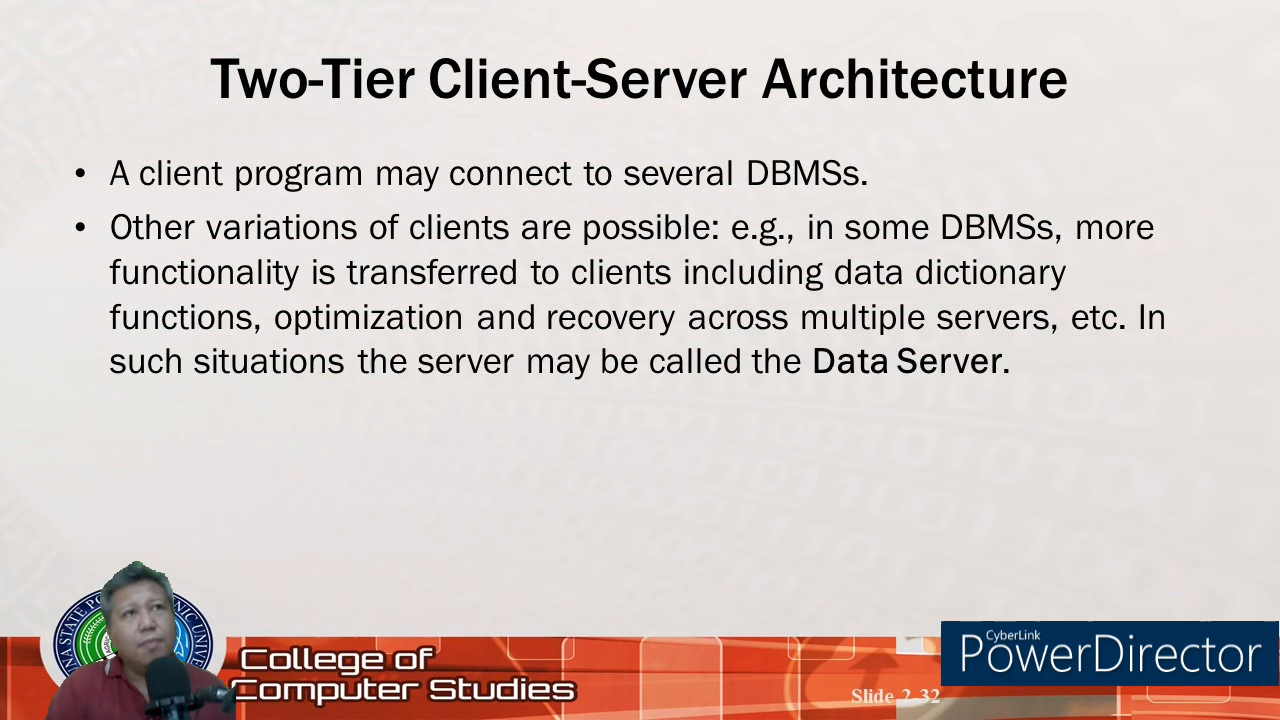 Two-Tier Client-Server Architecture
• A client program may connect to several DBMSs.
• Other variations of clients are possible: e.g., in some DBMSs, more
functionality is transferred to clients including data dictionary
functions, optimization and recovery across multiple servers, etc. In
such situations the server may be called the Data Server.
College of
Computer Studies
Slide 2-32
CyberLink
PowerDirector